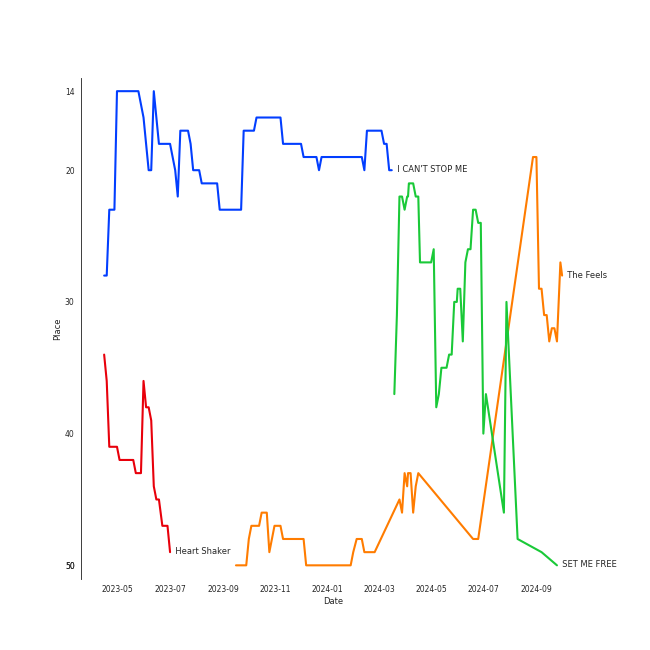 14
20
I CAN'T STOP ME
The Feels
30
Place
40
Heart Shaker
50
SET ME FREE
2023-05 2023-07 2023-09 2023-11 2024-01 2024-03 2024-05 2024-07 2024-09
Date